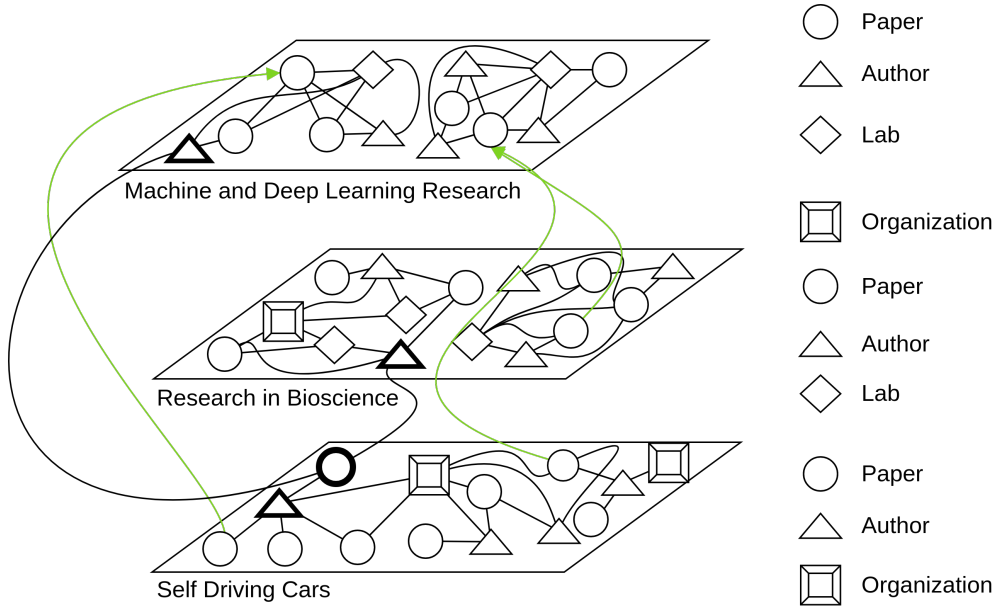 Paper
Author
Lab
Machine and Deep Learning Research
Organization
Paper
Author
Lab
Research in Bioscience
Paper
Author
Organization
Self Driving Cars